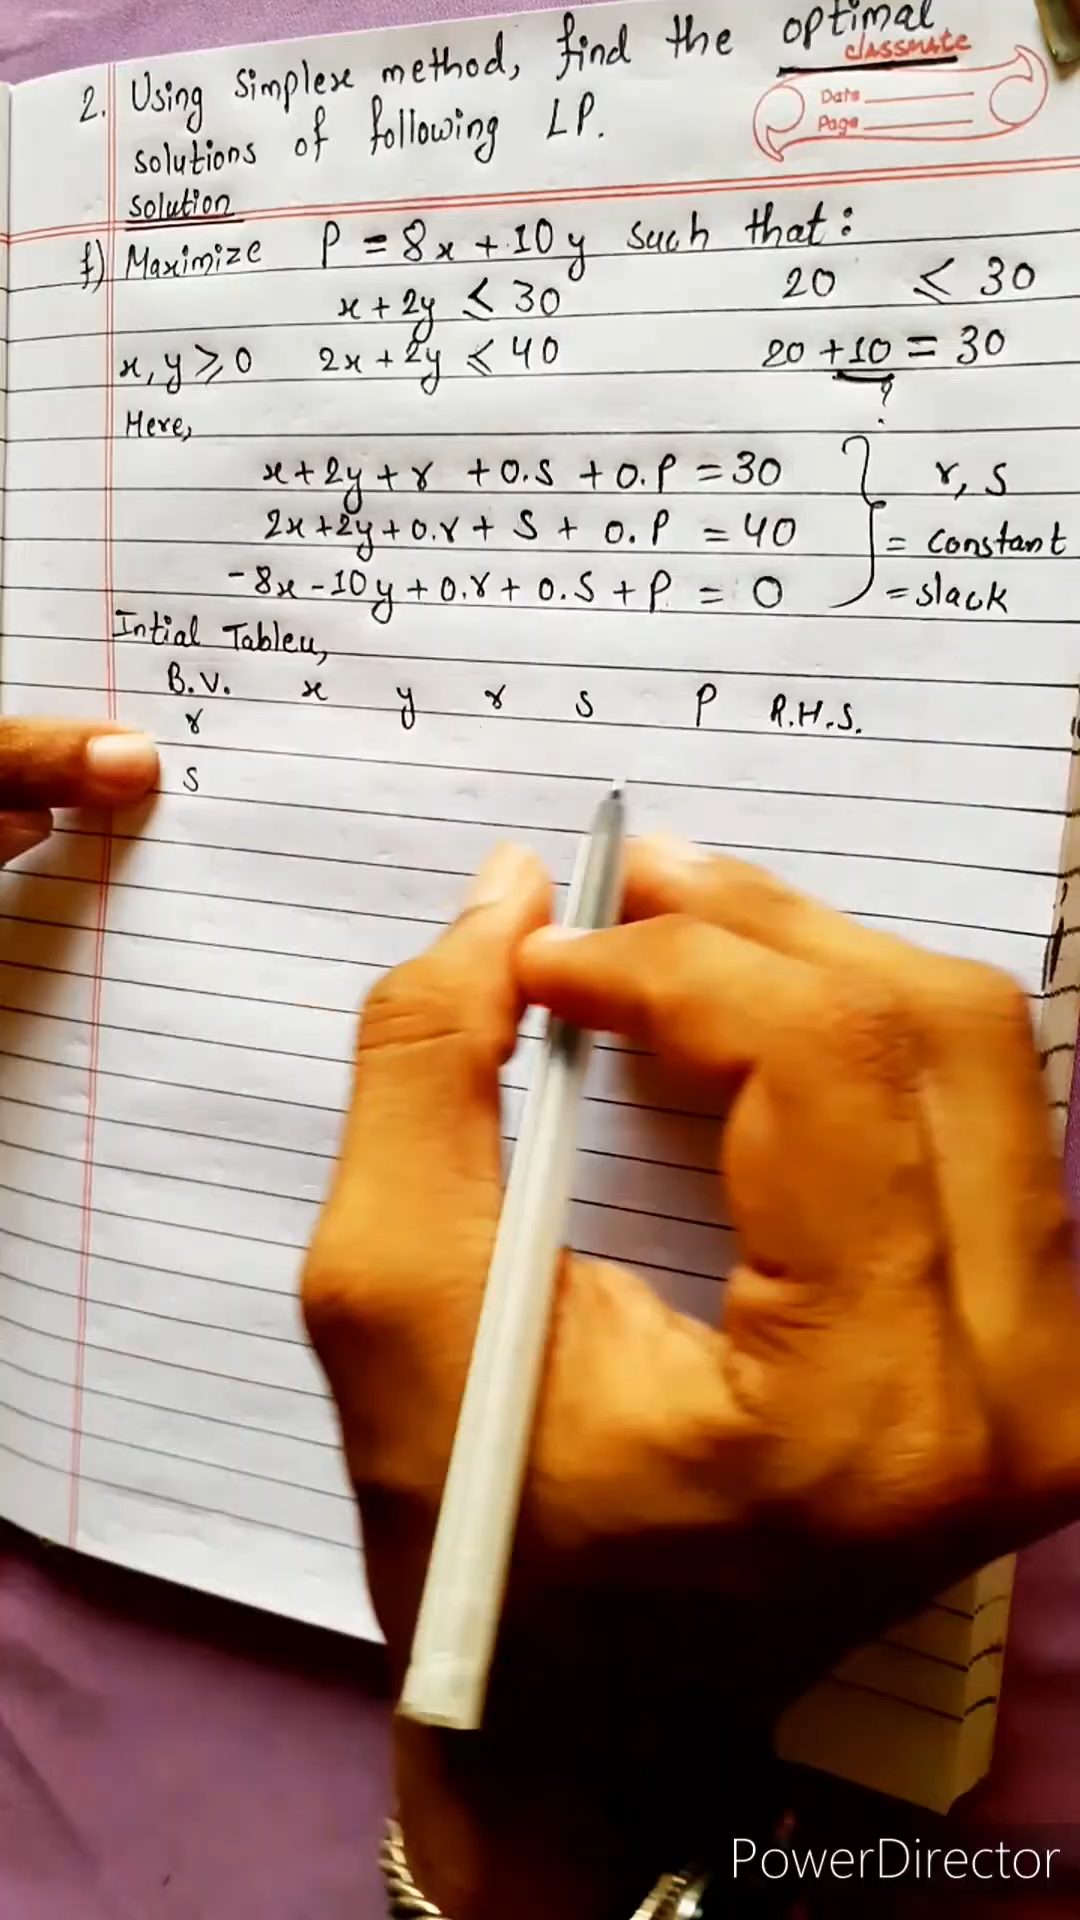 2. Using simplex method, find the optimal
classmate
Date
Page
solutions of following LP.
solution
f) Maximize P = 8x + 10y such that:
x + 2y ≤ 30 20 ≤ 30
x, y ≥ 0 2x + 2y ≤ 40 20 + 10 = 30
?
Here,
x + 2y + r + 0.s + 0.P = 30 } r, s
2x + 2y + 0.r + s + 0.P = 40 = constant
-8x - 10y + 0.r + 0.s + P = 0 = slack
Intial Tableu,
B.V. x y r s P R.H.S.
r
s
PowerDirector